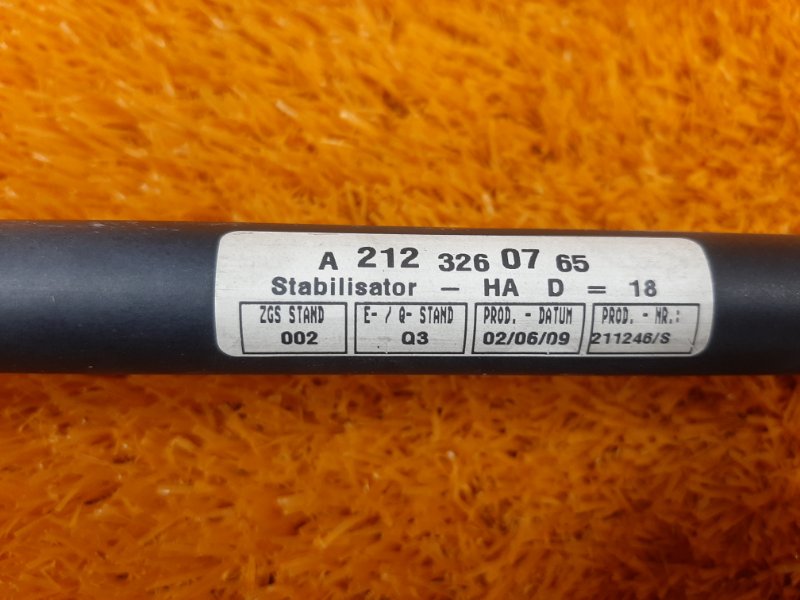 A 212 326 07 65
Stabilisator - HA D = 18
ZGS STAND E- / Q- STAND PROD. - DATUM PROD. - NR.:
002 Q3 02/06/09 211246/S